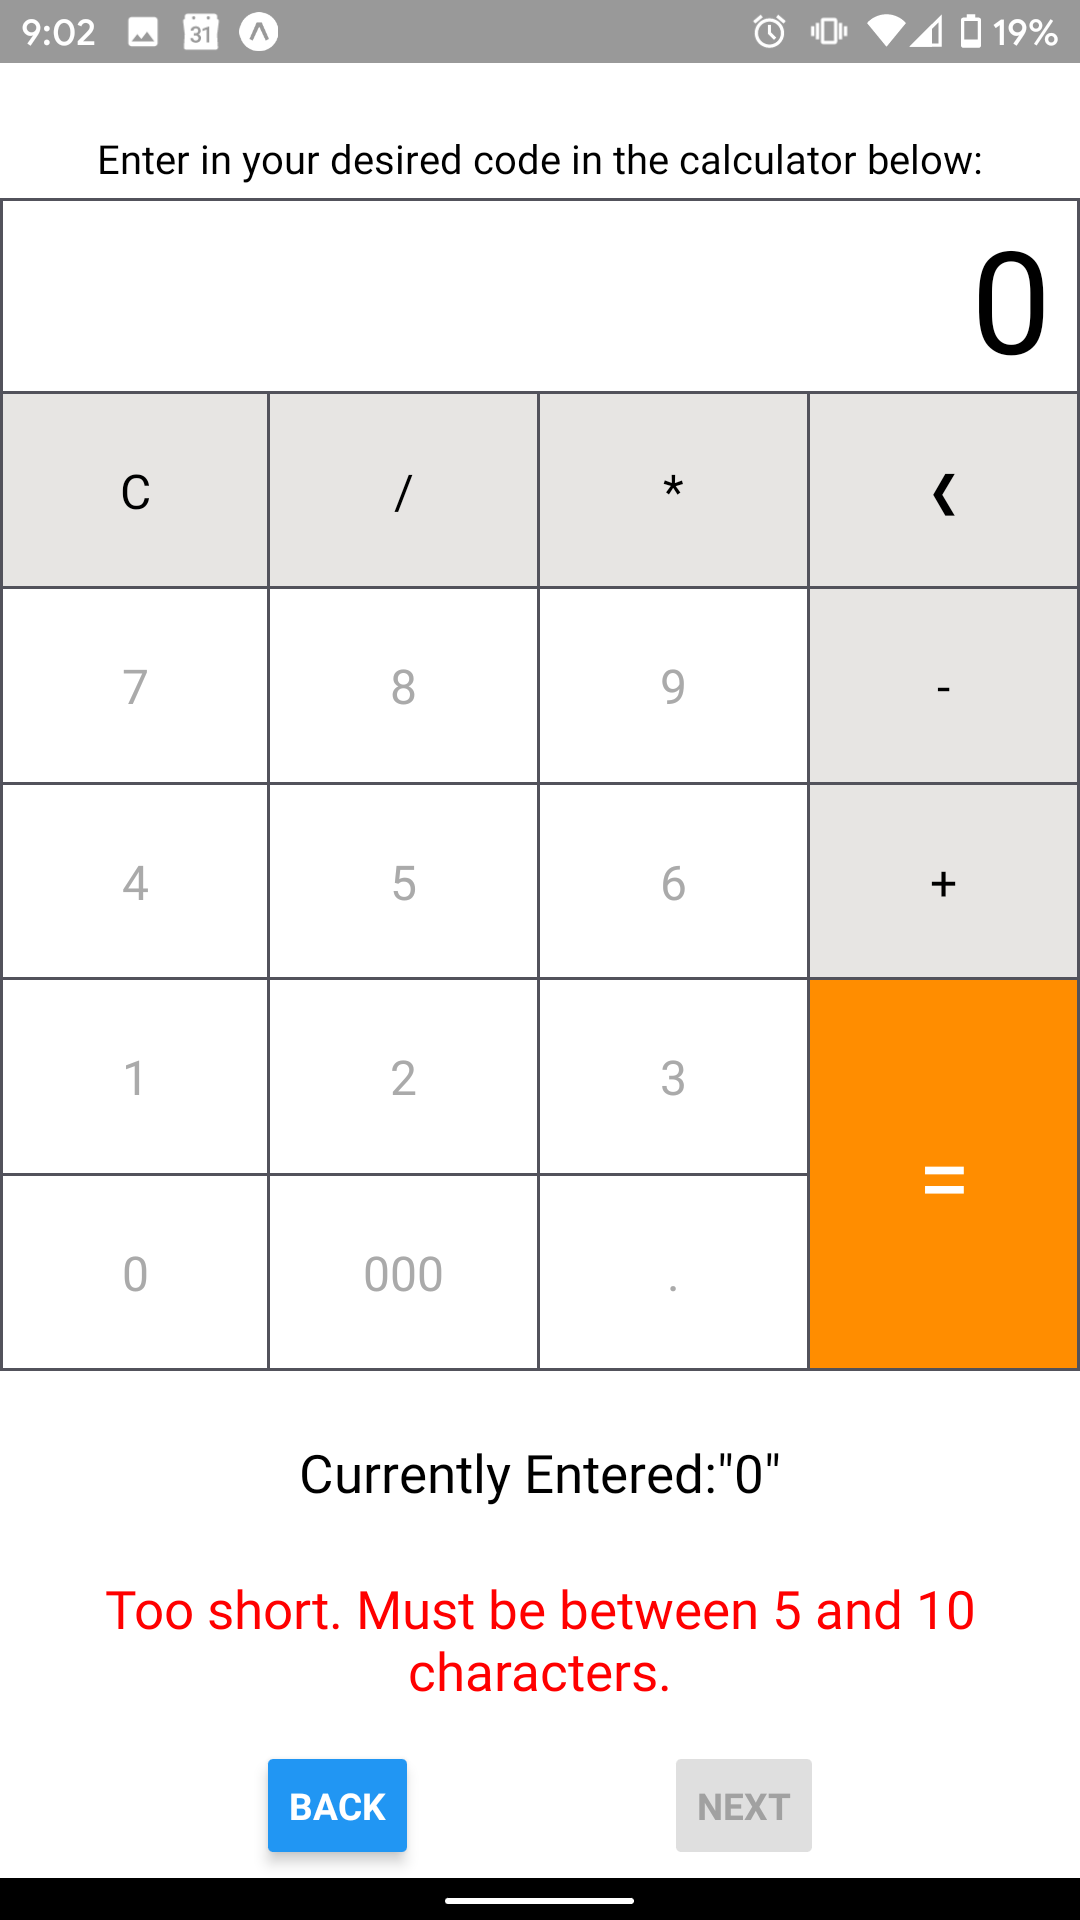 9:02 31 19%
Enter in your desired code in the calculator below:
0
C / * ❮
7 8 9 -
4 5 6 +
1 2 3
=
0 000 .
Currently Entered:"0"
Too short. Must be between 5 and 10
characters.
BACK NEXT